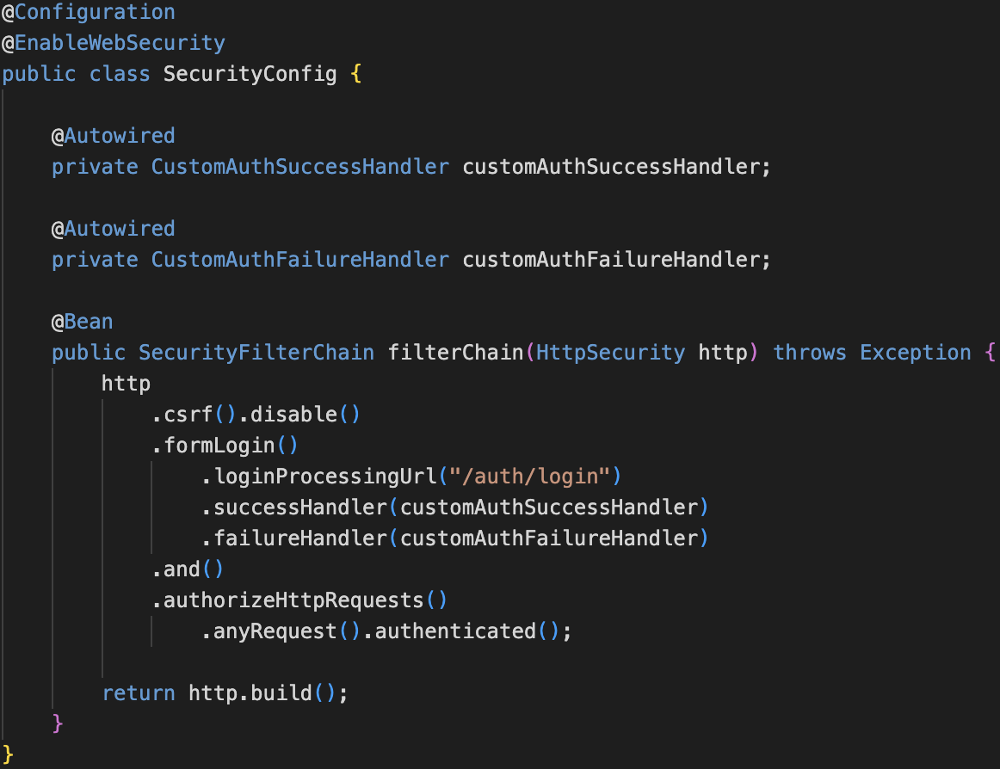 @Configuration
@EnableWebSecurity
public class SecurityConfig {
@Autowired
private CustomAuthSuccessHandler customAuthSuccessHandler;
@Autowired
private CustomAuthFailureHandler customAuthFailureHandler;
@Bean
public SecurityFilterChain filterChain(HttpSecurity http) throws Exception {
http
.csrf().disable()
.formLogin()
.loginProcessingUrl("/auth/login")
.successHandler(customAuthSuccessHandler)
.failureHandler(customAuthFailureHandler)
.and()
.authorizeHttpRequests()
.anyRequest().authenticated();
return http.build();
}
}